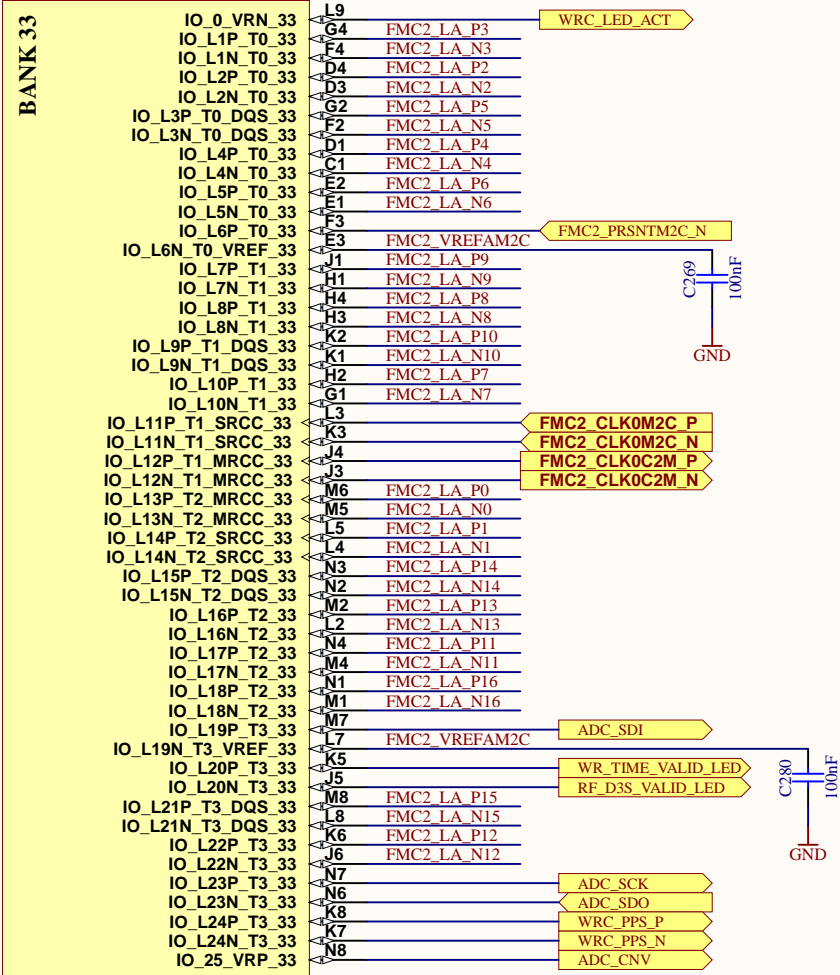 BANK 33
IO_0_VRN_33 L9 WRC_LED_ACT
IO_L1P_T0_33 G4 FMC2_LA_P3
IO_L1N_T0_33 F4 FMC2_LA_N3
IO_L2P_T0_33 D4 FMC2_LA_P2
IO_L2N_T0_33 D3 FMC2_LA_N2
IO_L3P_T0_DQS_33 G2 FMC2_LA_P5
IO_L3N_T0_DQS_33 F2 FMC2_LA_N5
IO_L4P_T0_33 D1 FMC2_LA_P4
IO_L4N_T0_33 C1 FMC2_LA_N4
IO_L5P_T0_33 E2 FMC2_LA_P6
IO_L5N_T0_33 E1 FMC2_LA_N6
IO_L6P_T0_33 F3 FMC2_PRSNTM2C_N
IO_L6N_T0_VREF_33 E3 FMC2_VREFAM2C
IO_L7P_T1_33 J1 FMC2_LA_P9
IO_L7N_T1_33 H1 FMC2_LA_N9 C269 100nF
IO_L8P_T1_33 H4 FMC2_LA_P8
IO_L8N_T1_33 H3 FMC2_LA_N8
IO_L9P_T1_DQS_33 K2 FMC2_LA_P10
IO_L9N_T1_DQS_33 K1 FMC2_LA_N10 GND
IO_L10P_T1_33 H2 FMC2_LA_P7
IO_L10N_T1_33 G1 FMC2_LA_N7
IO_L11P_T1_SRCC_33 L3 FMC2_CLK0M2C_P
IO_L11N_T1_SRCC_33 K3 FMC2_CLK0M2C_N
IO_L12P_T1_MRCC_33 J4 FMC2_CLK0C2M_P
IO_L12N_T1_MRCC_33 J3 FMC2_CLK0C2M_N
IO_L13P_T2_MRCC_33 M6 FMC2_LA_P0
IO_L13N_T2_MRCC_33 M5 FMC2_LA_N0
IO_L14P_T2_SRCC_33 L5 FMC2_LA_P1
IO_L14N_T2_SRCC_33 L4 FMC2_LA_N1
IO_L15P_T2_DQS_33 N3 FMC2_LA_P14
IO_L15N_T2_DQS_33 N2 FMC2_LA_N14
IO_L16P_T2_33 M2 FMC2_LA_P13
IO_L16N_T2_33 L2 FMC2_LA_N13
IO_L17P_T2_33 N4 FMC2_LA_P11
IO_L17N_T2_33 M4 FMC2_LA_N11
IO_L18P_T2_33 N1 FMC2_LA_P16
IO_L18N_T2_33 M1 FMC2_LA_N16
IO_L19P_T3_33 M7 ADC_SDI
IO_L19N_T3_VREF_33 L7 FMC2_VREFAM2C
IO_L20P_T3_33 K5 WR_TIME_VALID_LED C280 100nF
IO_L20N_T3_33 J5 RF_D3S_VALID_LED
IO_L21P_T3_DQS_33 M8 FMC2_LA_P15
IO_L21N_T3_DQS_33 L8 FMC2_LA_N15
IO_L22P_T3_33 K6 FMC2_LA_P12
IO_L22N_T3_33 J6 FMC2_LA_N12 GND
IO_L23P_T3_33 N7 ADC_SCK
IO_L23N_T3_33 N6 ADC_SDO
IO_L24P_T3_33 K8 WRC_PPS_P
IO_L24N_T3_33 K7 WRC_PPS_N
IO_25_VRP_33 N8 ADC_CNV